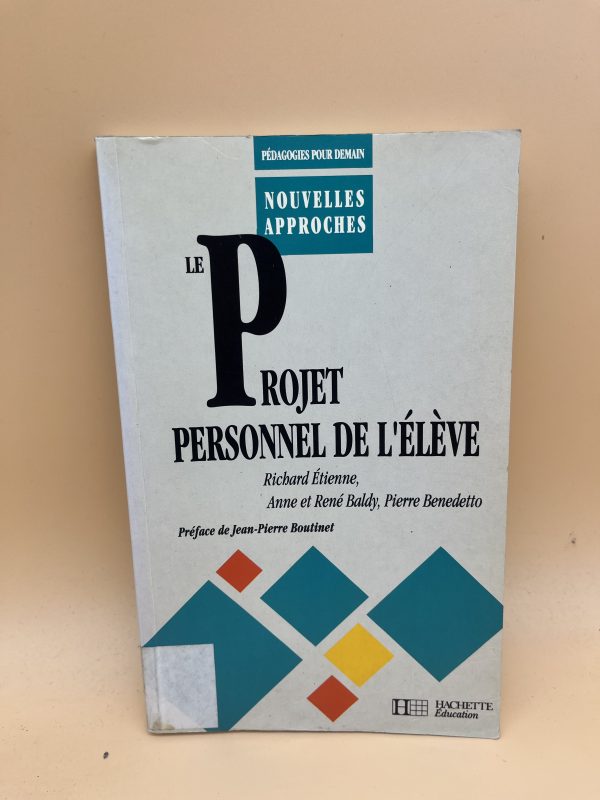 PÉDAGOGIES POUR DEMAIN
NOUVELLES
APPROCHES
LE PROJET
PERSONNEL DE L'ÉLÈVE
Richard Étienne,
Anne et René Baldy, Pierre Benedetto
Préface de Jean-Pierre Boutinet
H HACHETTE
Éducation